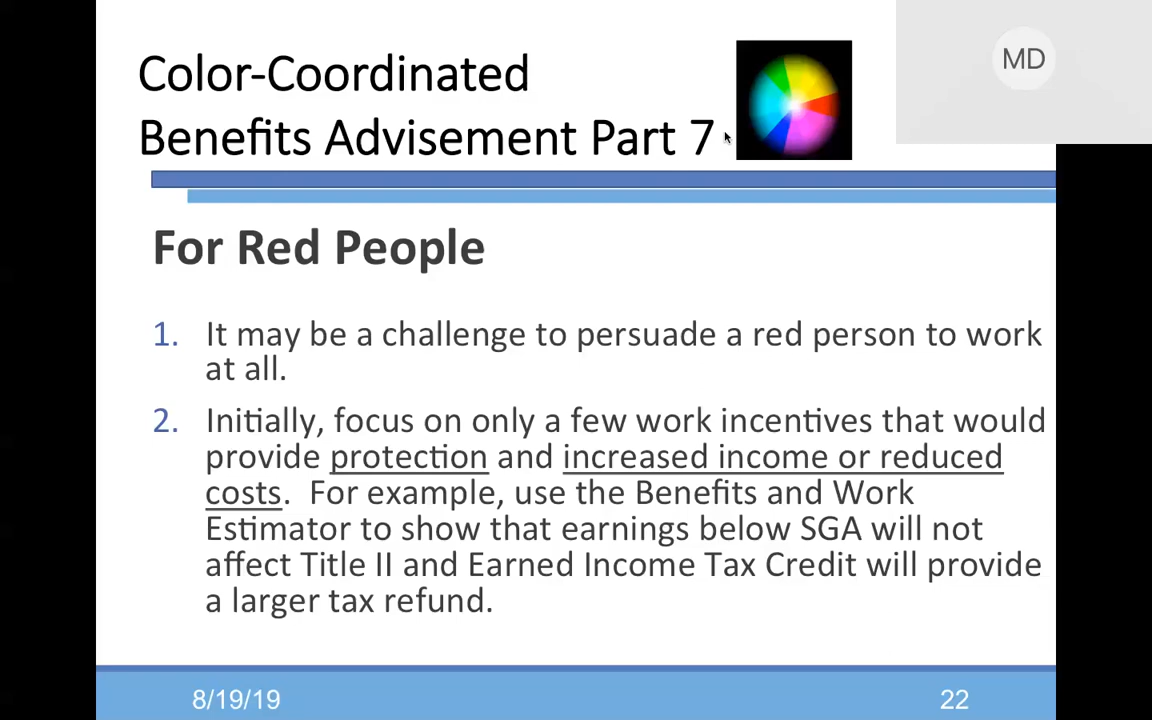 Color-Coordinated
Benefits Advisement Part 7
MD
For Red People
1. It may be a challenge to persuade a red person to work
at all.
2. Initially, focus on only a few work incentives that would
provide protection and increased income or reduced
costs. For example, use the Benefits and Work
Estimator to show that earnings below SGA will not
affect Title II and Earned Income Tax Credit will provide
a larger tax refund.
8/19/19
22